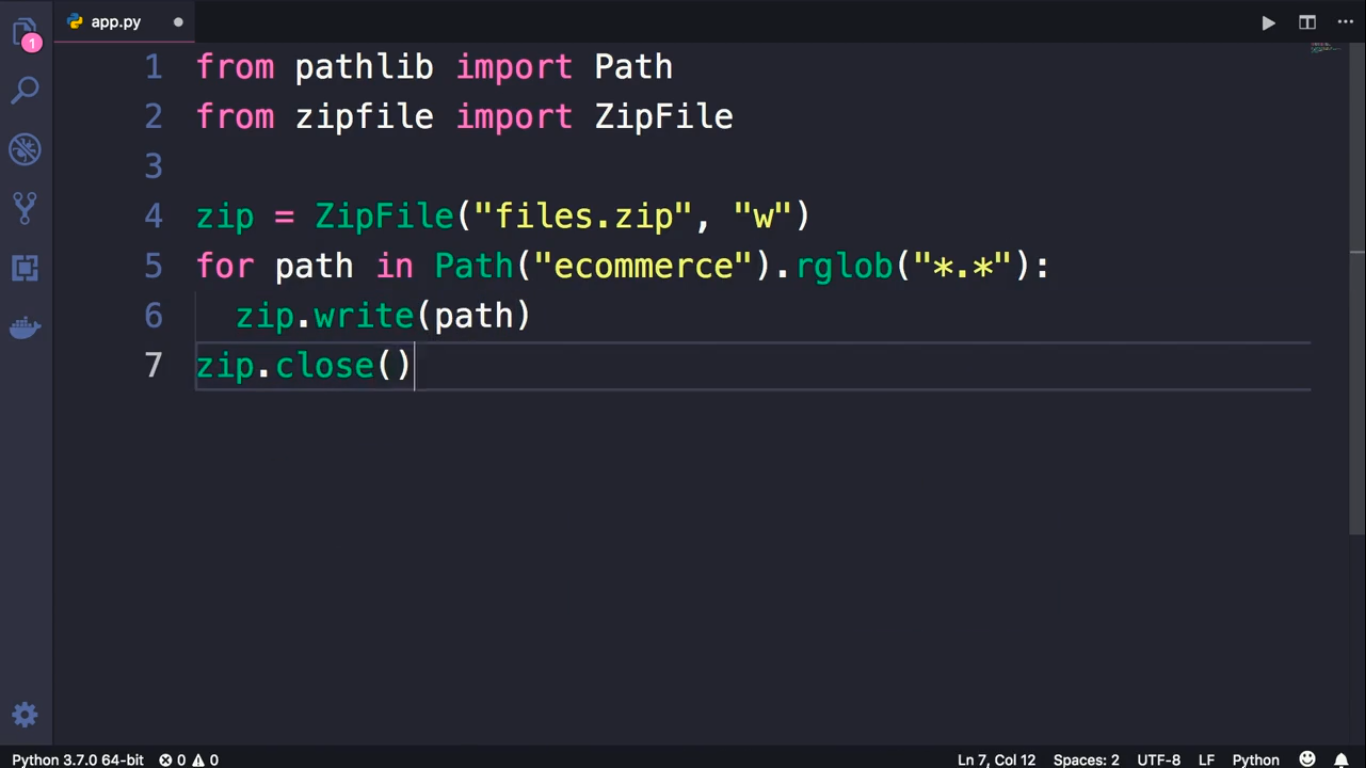 app.py
1
1 from pathlib import Path
2 from zipfile import ZipFile
3
4 zip = ZipFile("files.zip", "w")
5 for path in Path("ecommerce").rglob("*.*"):
6   zip.write(path)
7 zip.close()
Python 3.7.0 64-bit 0 0 Ln 7, Col 12 Spaces: 2 UTF-8 LF Python